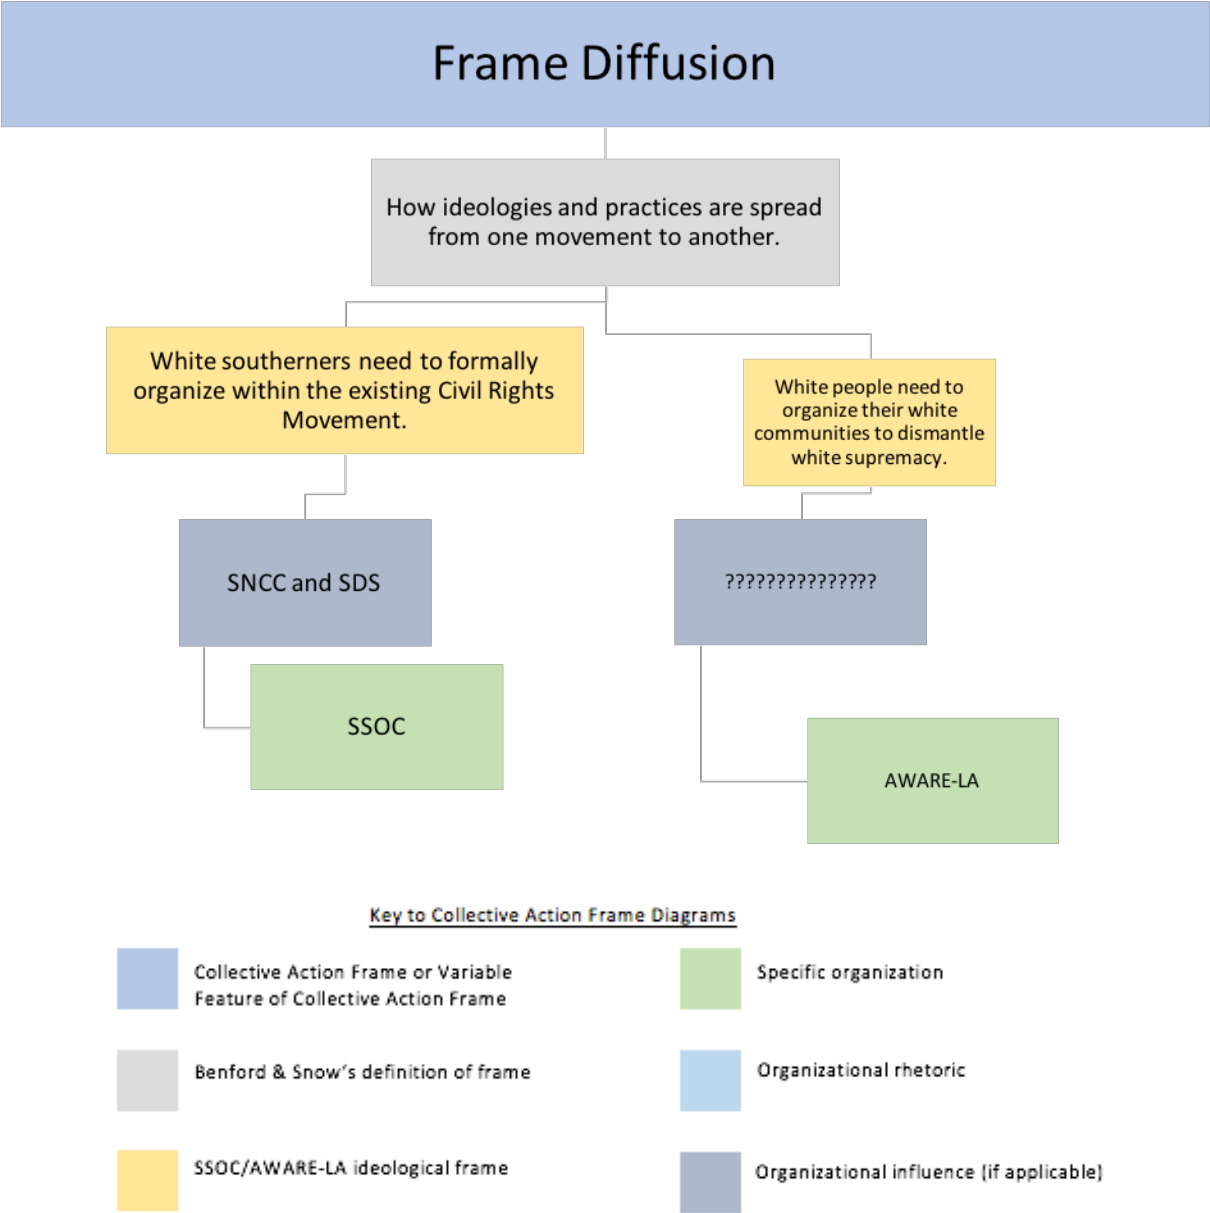 Frame Diffusion
How ideologies and practices are spread
from one movement to another.
White southerners need to formally
organize within the existing Civil Rights
Movement.
White people need to
organize their white
communities to dismantle
white supremacy.
SNCC and SDS
???????????????
SSOC
AWARE-LA
Key to Collective Action Frame Diagrams
Collective Action Frame or Variable
Feature of Collective Action Frame
Specific organization
Benford & Snow's definition of frame
Organizational rhetoric
SSOC/AWARE-LA ideological frame
Organizational influence (if applicable)